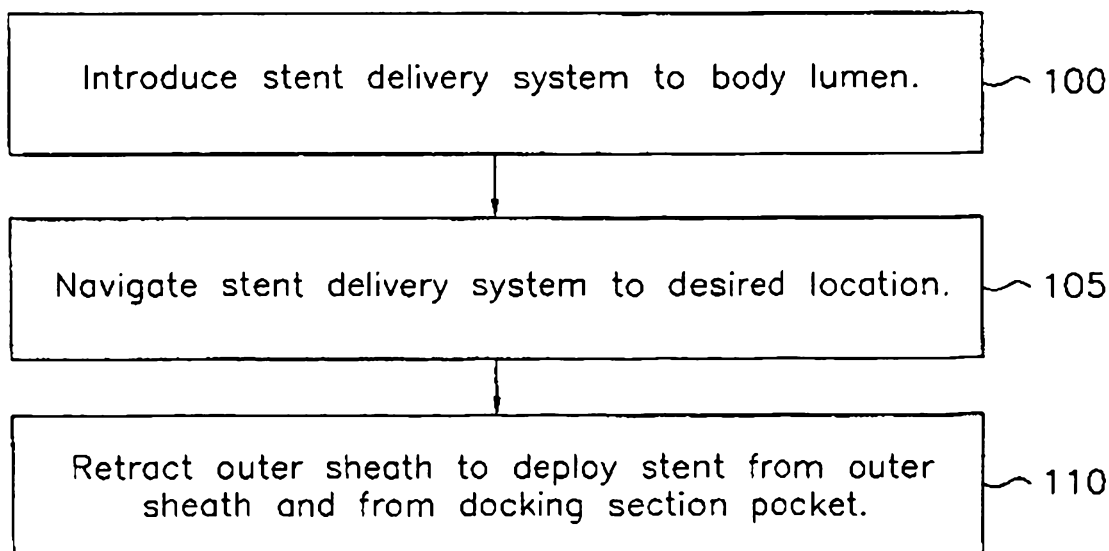 Introduce stent delivery system to body lumen.
100
Navigate stent delivery system to desired location.
105
Retract outer sheath to deploy stent from outer
sheath and from docking section pocket.
110